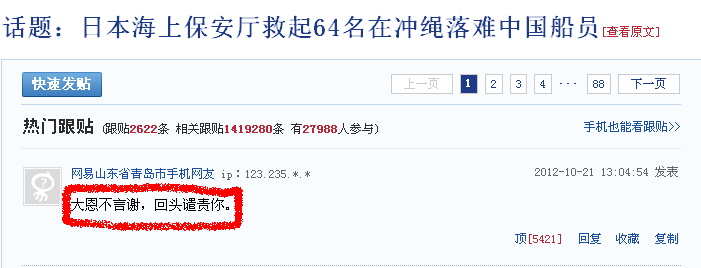 话题：日本海上保安厅救起64名在冲绳落难中国船员[查看原文]
快速发贴
上一页 1 2 3 4 ... 88 下一页
热门跟贴 (跟贴2622条 相关跟贴1419280条 有27988人参与)
手机也能看跟贴>>
网易山东省青岛市手机网友 ip：123.235.*.*
2012-10-21 13:04:54 发表
大恩不言谢，回头谴责你。
顶[5421] 回复 收藏 复制